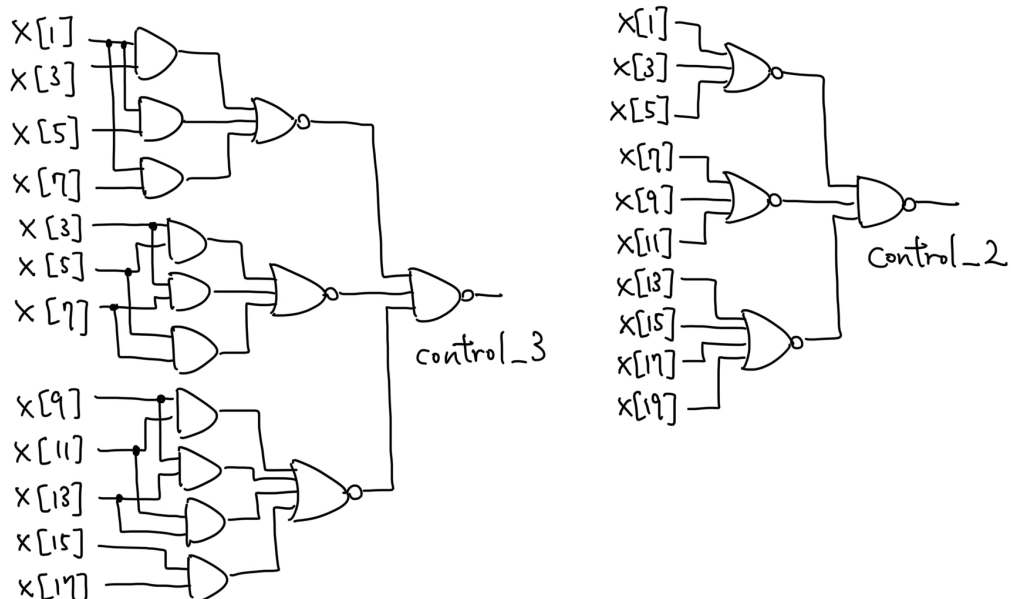 X[1]
X[3]
X[5]
X[7]
X[3]
X[5]
X[7]
X[9]
X[11]
X[13]
X[15]
X[17]
control_3
X[1]
X[3]
X[5]
X[7]
X[9]
X[11]
X[13]
X[15]
X[17]
X[19]
control_2